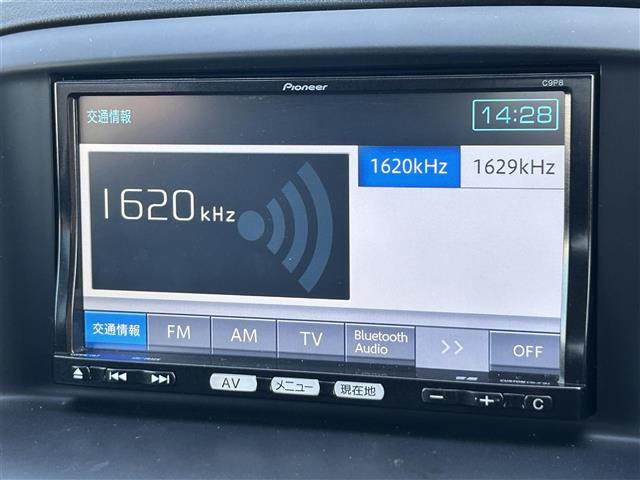 Pioneer
C9P8
交通情報
14:28
1620kHz
1629kHz
1620kHz
交通情報 FM AM TV Bluetooth Audio >> OFF
AV メニュー 現在地 − + C